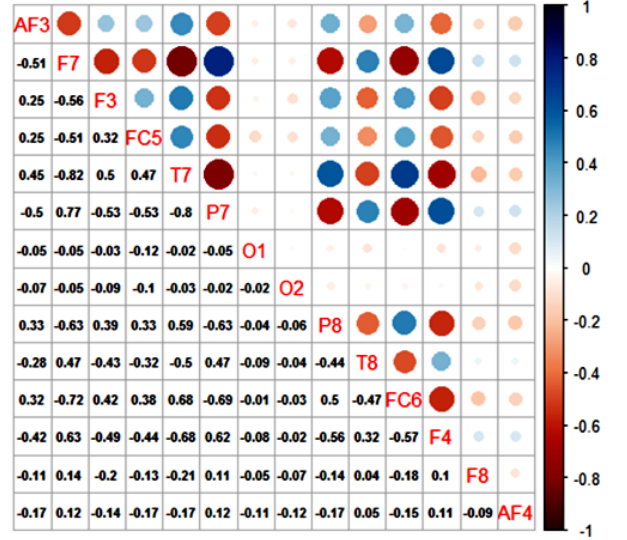 AF3
-0.51 F7
0.25 -0.56 F3
0.25 -0.51 0.32 FC5
0.45 -0.82 0.5 0.47 T7
-0.5 0.77 -0.53 -0.53 -0.8 P7
-0.05 -0.05 -0.03 -0.12 -0.02 -0.05 O1
-0.07 -0.05 -0.09 -0.1 -0.03 -0.02 -0.02 O2
0.33 -0.63 0.39 0.33 0.59 -0.63 -0.04 -0.06 P8
-0.28 0.47 -0.43 -0.32 -0.5 0.47 -0.09 -0.04 -0.44 T8
0.32 -0.72 0.42 0.38 0.68 -0.69 -0.01 -0.03 0.5 -0.47 FC6
-0.42 0.63 -0.49 -0.44 -0.68 0.62 -0.08 -0.02 -0.56 0.32 -0.57 F4
-0.11 0.14 -0.2 -0.13 -0.21 0.11 -0.05 -0.07 -0.14 0.04 -0.18 0.1 F8
-0.17 0.12 -0.14 -0.17 -0.17 0.12 -0.11 -0.12 -0.17 0.05 -0.15 0.11 -0.09 AF4
1
0.8
0.6
0.4
0.2
0
-0.2
-0.4
-0.6
-0.8
-1